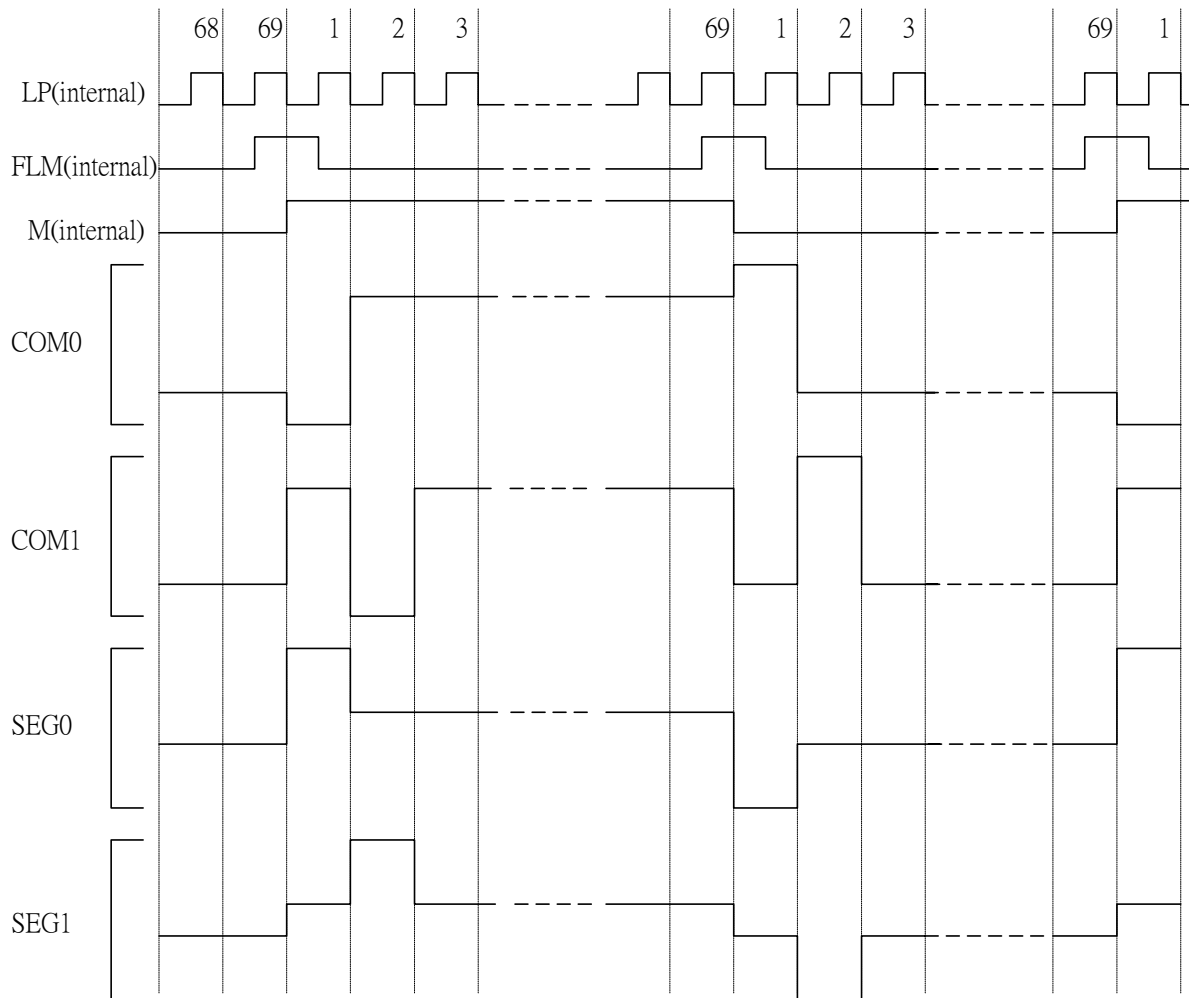 68 69 1 2 3 69 1 2 3 69 1
LP(internal)
FLM(internal)
M(internal)
COM0
COM1
SEG0
SEG1